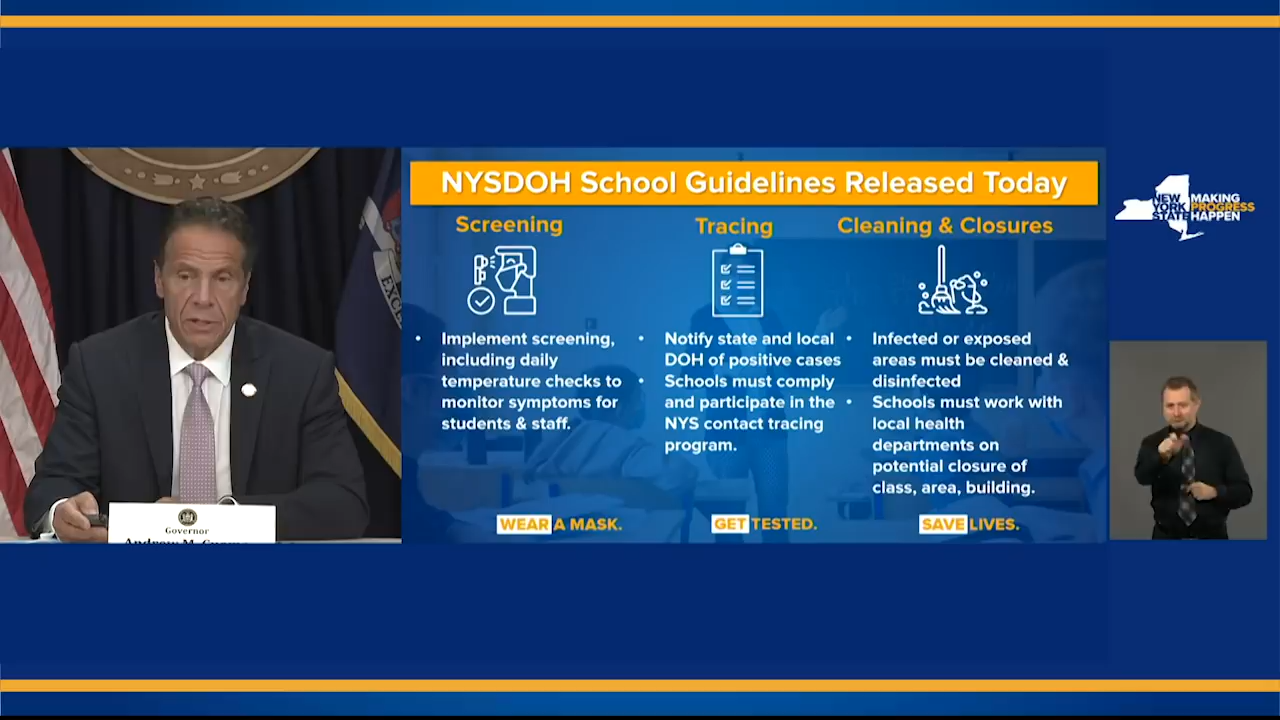 NYSDOH School Guidelines Released Today
Screening
• Implement screening,
including daily
temperature checks to
monitor symptoms for
students & staff.
Tracing
• Notify state and local
DOH of positive cases
• Schools must comply
and participate in the
NYS contact tracing
program.
Cleaning & Closures
• Infected or exposed
areas must be cleaned &
disinfected
• Schools must work with
local health
departments on
potential closure of
class, area, building.
WEAR A MASK.
GET TESTED.
SAVE LIVES.
NEW
YORK
STATE
MAKING
PROGRESS
HAPPEN
EXCE
Governor
Andrew M. Cuomo